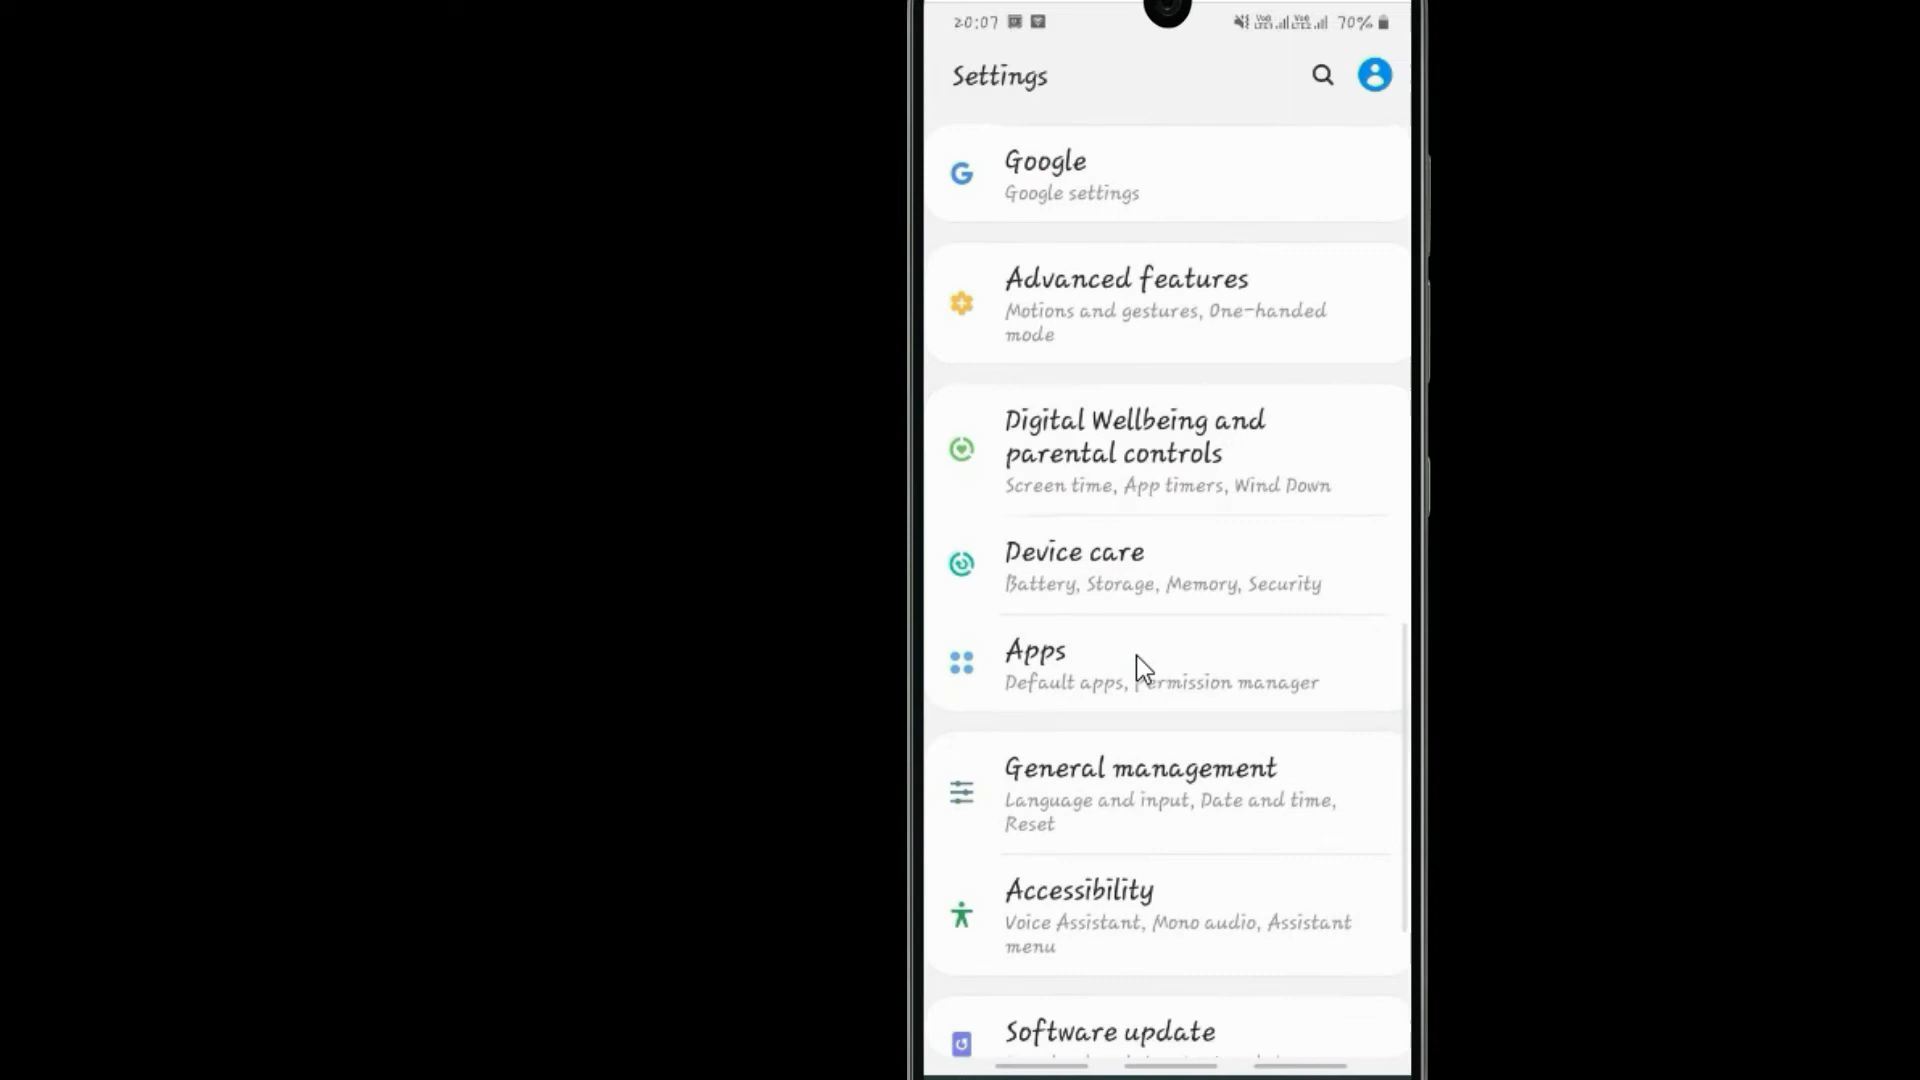 20:07 70%
Settings
Google
Google settings
Advanced features
Motions and gestures, One-handed
mode
Digital Wellbeing and
parental controls
Screen time, App timers, Wind Down
Device care
Battery, Storage, Memory, Security
Apps
Default apps, Permission manager
General management
Language and input, Date and time,
Reset
Accessibility
Voice Assistant, Mono audio, Assistant
menu
Software update